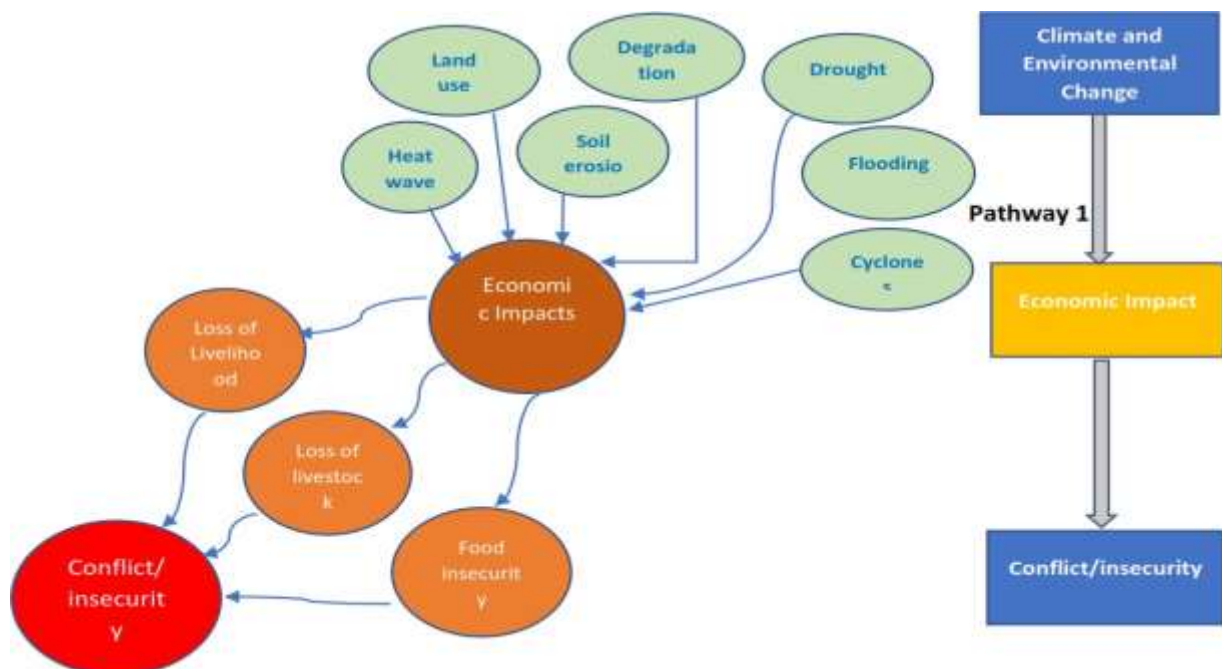 Land
use
Degrada
tion
Drought
Climate and
Environmental
Change
Heat
wave
Soil
erosio
Flooding
Pathway 1
Cyclone
s
Economi
c Impacts
Economic Impact
Loss of
Liveliho
od
Loss of
livestoc
k
Food
insecurit
y
Conflict/
insecurit
y
Conflict/insecurity